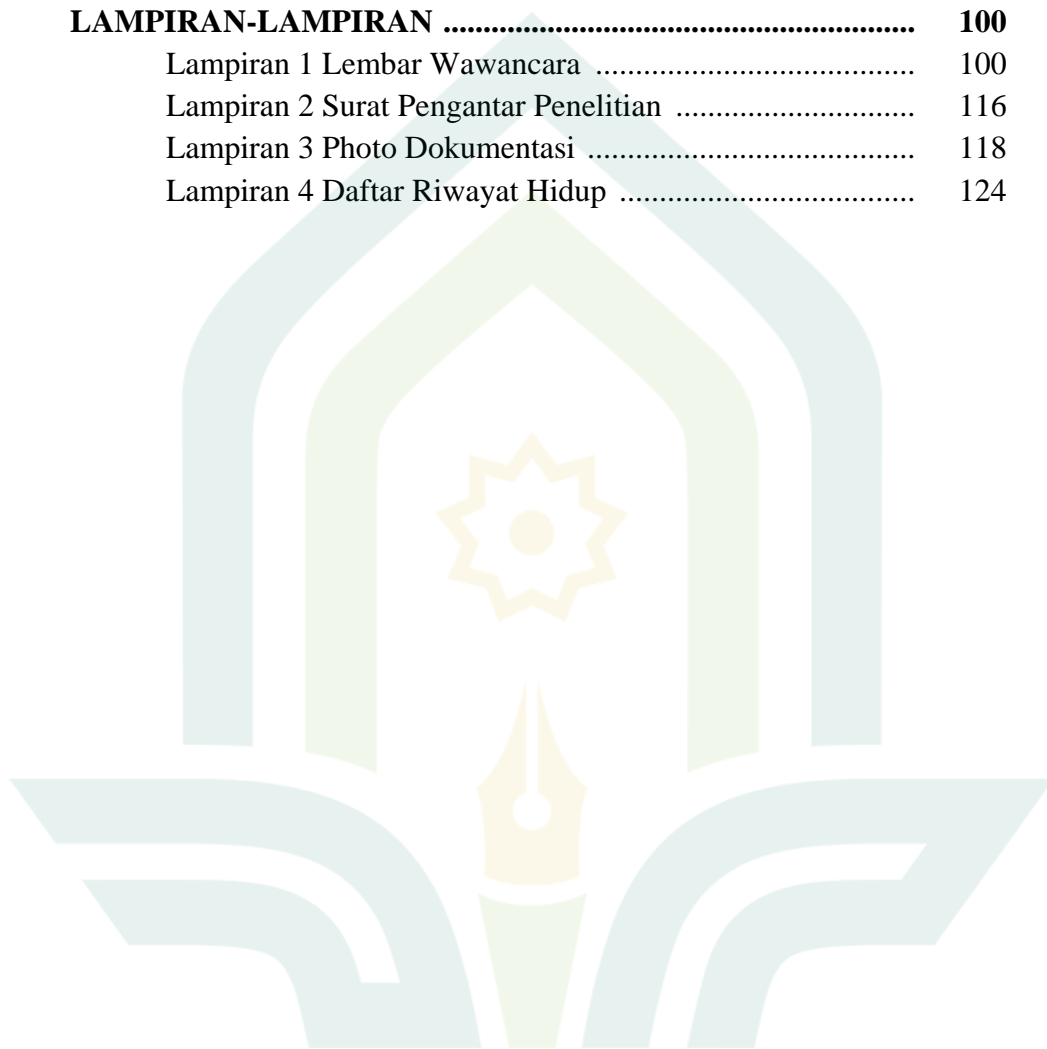 LAMPIRAN-LAMPIRAN ............................................................ 100
Lampiran 1 Lembar Wawancara ........................................ 100
Lampiran 2 Surat Pengantar Penelitian .............................. 116
Lampiran 3 Photo Dokumentasi ......................................... 118
Lampiran 4 Daftar Riwayat Hidup ..................................... 124